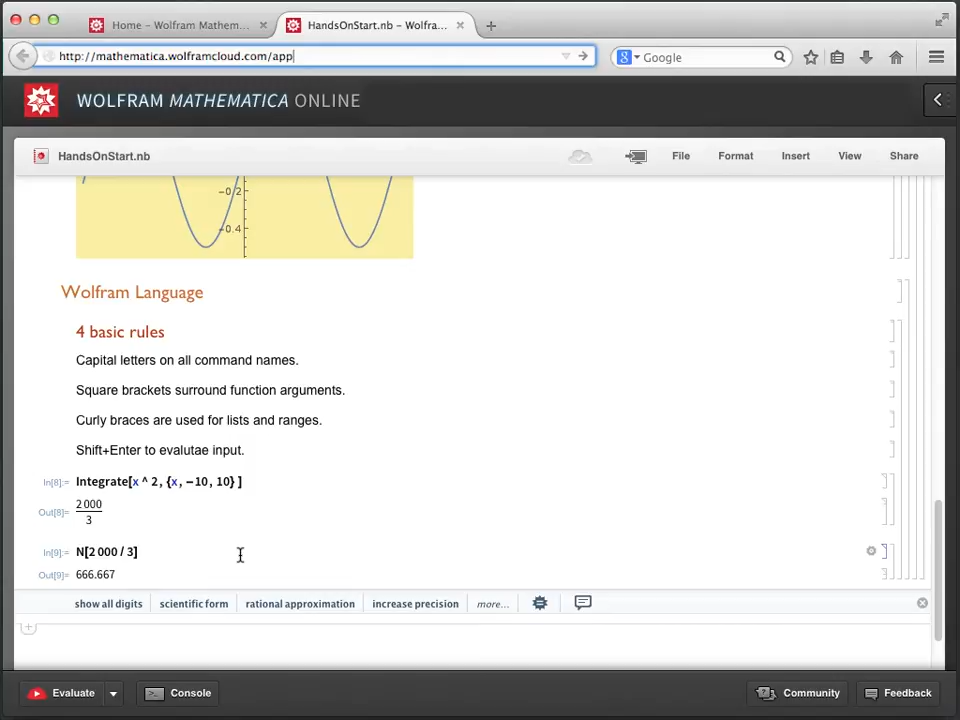 Home – Wolfram Mathem...
HandsOnStart.nb – Wolfra...
http://mathematica.wolframcloud.com/app
Google
WOLFRAM MATHEMATICA ONLINE
HandsOnStart.nb
File Format Insert View Share
−0.2
−0.4
Wolfram Language
4 basic rules
Capital letters on all command names.
Square brackets surround function arguments.
Curly braces are used for lists and ranges.
Shift+Enter to evalutae input.
In[8]:= Integrate[x ^ 2, {x, −10, 10} ]
Out[8]= 2000
3
In[9]:= N[2000 / 3]
Out[9]= 666.667
show all digits scientific form rational approximation increase precision more...
Evaluate Console Community Feedback